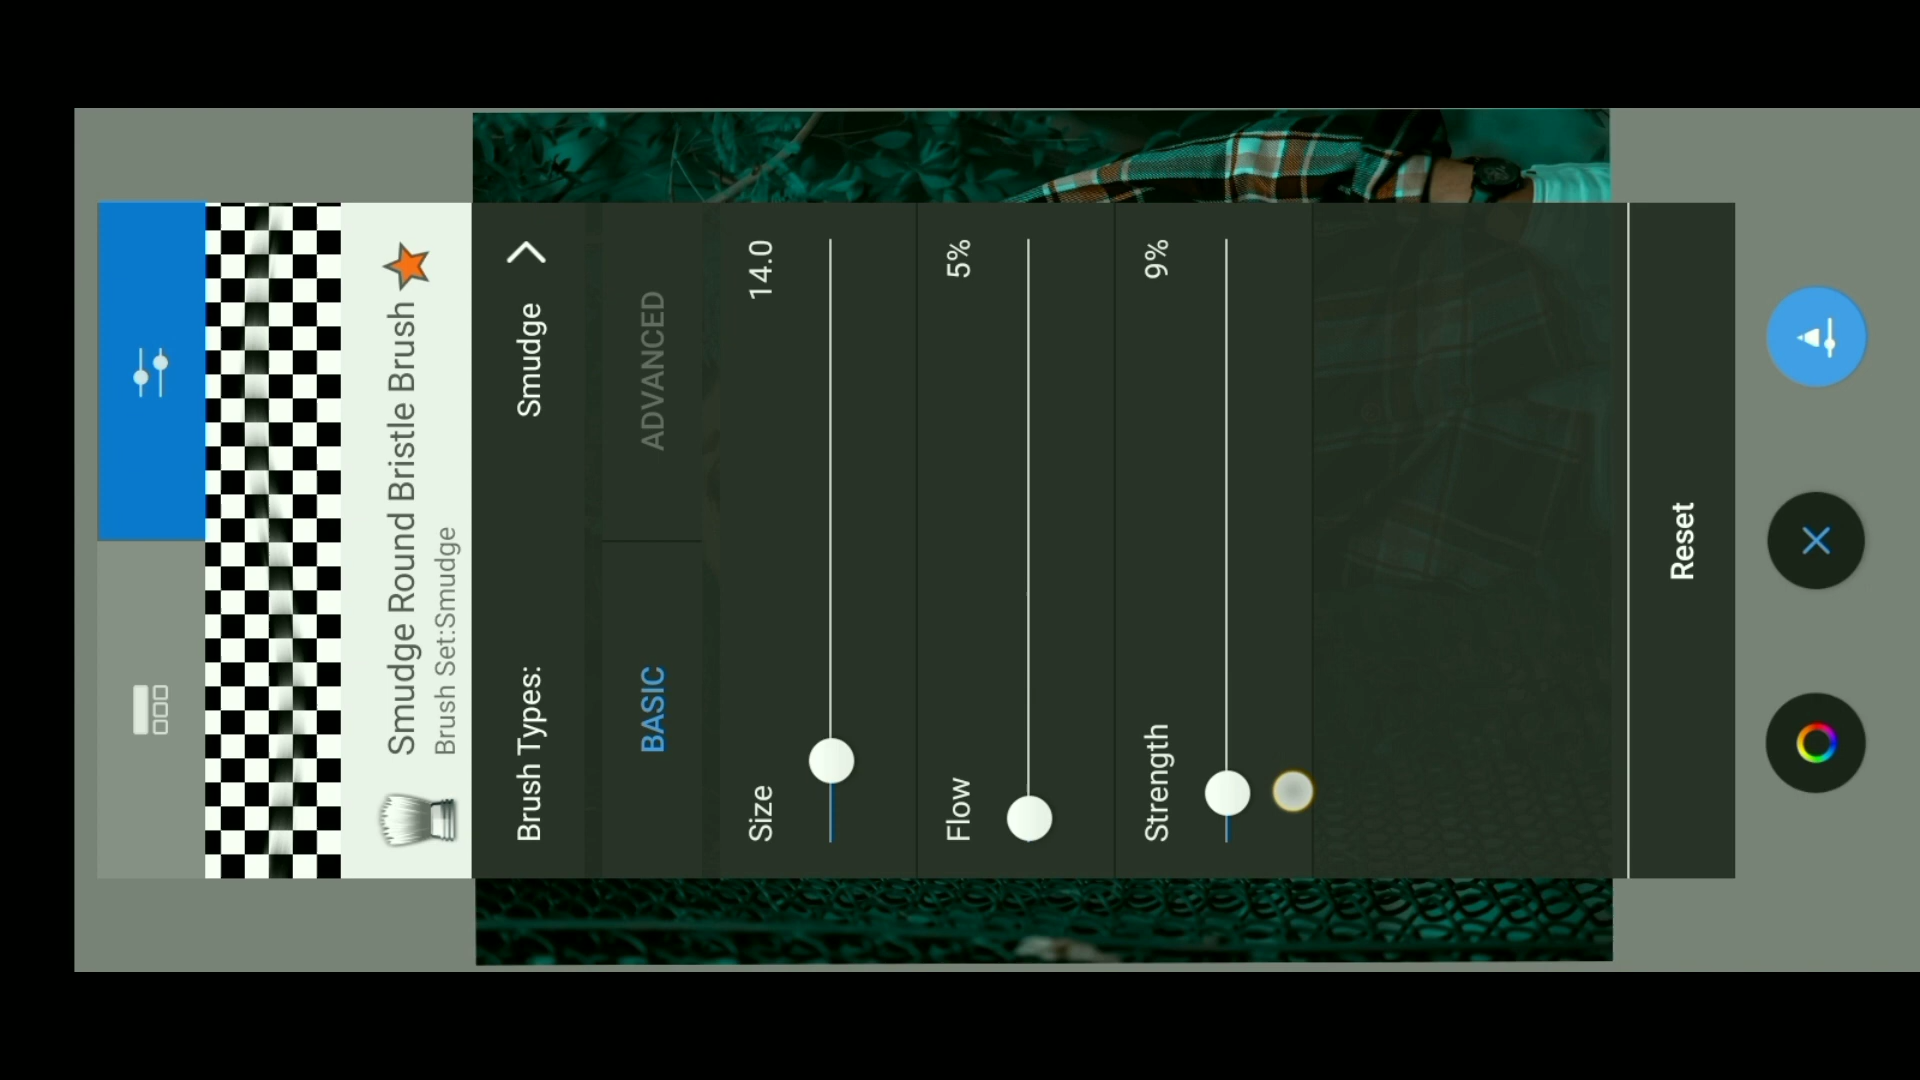 Smudge Round Bristle Brush
Brush Set:Smudge
Brush Types: Smudge
BASIC ADVANCED
Size 14.0
Flow 5%
Strength 9%
Reset